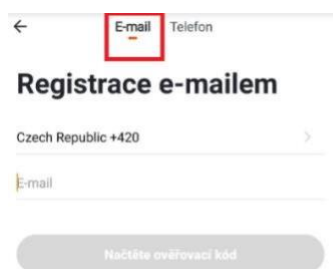 E-mail Telefon
Registrace e-mailem
Czech Republic +420
E-mail
Načtěte ověřovací kód